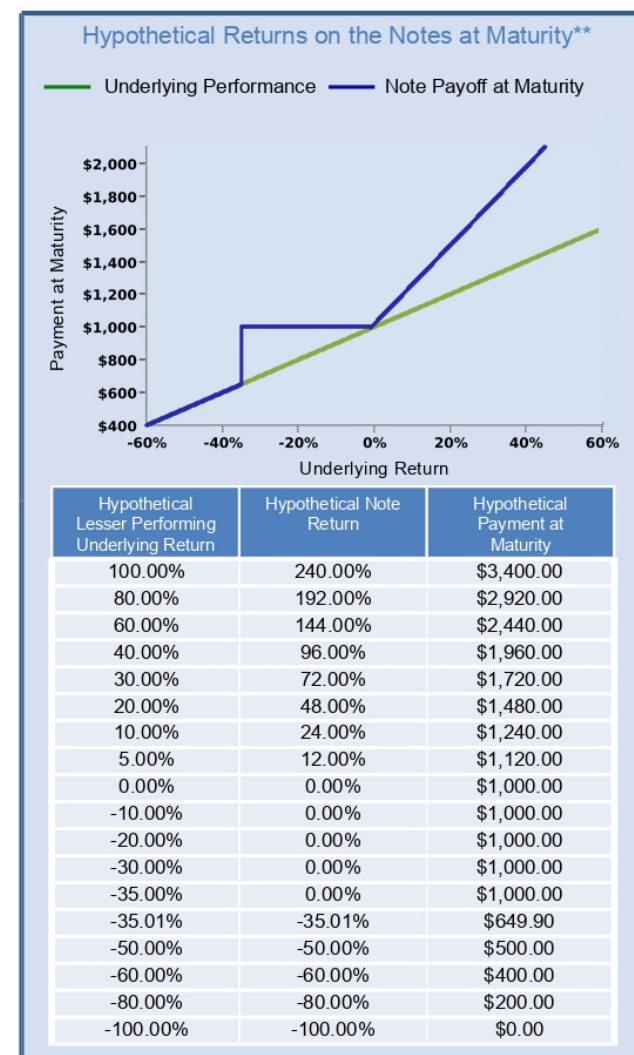 Hypothetical Returns on the Notes at Maturity**
Underlying Performance Note Payoff at Maturity
Payment at Maturity
$2,000
$1,800
$1,600
$1,400
$1,200
$1,000
$800
$600
$400
-60% -40% -20% 0% 20% 40% 60%
Underlying Return
Hypothetical Lesser Performing Underlying Return Hypothetical Note Return Hypothetical Payment at Maturity
100.00% 240.00% $3,400.00
80.00% 192.00% $2,920.00
60.00% 144.00% $2,440.00
40.00% 96.00% $1,960.00
30.00% 72.00% $1,720.00
20.00% 48.00% $1,480.00
10.00% 24.00% $1,240.00
5.00% 12.00% $1,120.00
0.00% 0.00% $1,000.00
-10.00% 0.00% $1,000.00
-20.00% 0.00% $1,000.00
-30.00% 0.00% $1,000.00
-35.00% 0.00% $1,000.00
-35.01% -35.01% $649.90
-50.00% -50.00% $500.00
-60.00% -60.00% $400.00
-80.00% -80.00% $200.00
-100.00% -100.00% $0.00